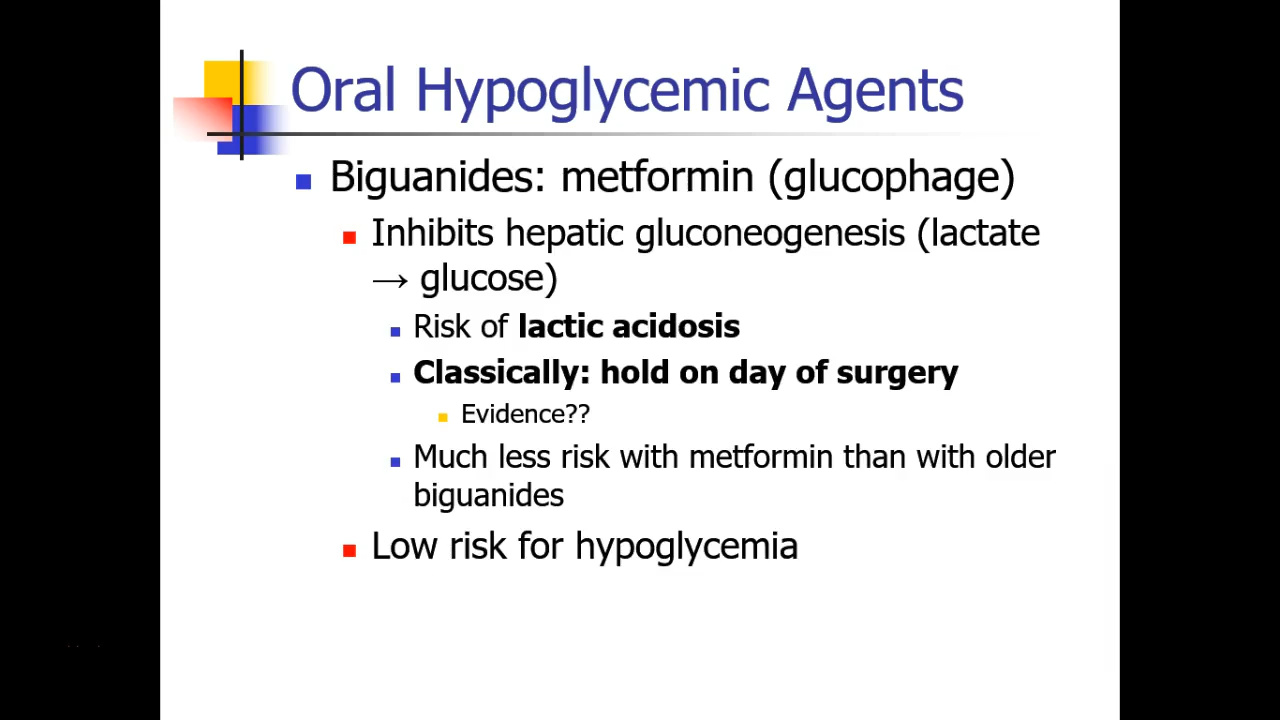 Oral Hypoglycemic Agents
Biguanides: metformin (glucophage)
Inhibits hepatic gluconeogenesis (lactate
→ glucose)
Risk of lactic acidosis
Classically: hold on day of surgery
Evidence??
Much less risk with metformin than with older
biguanides
Low risk for hypoglycemia